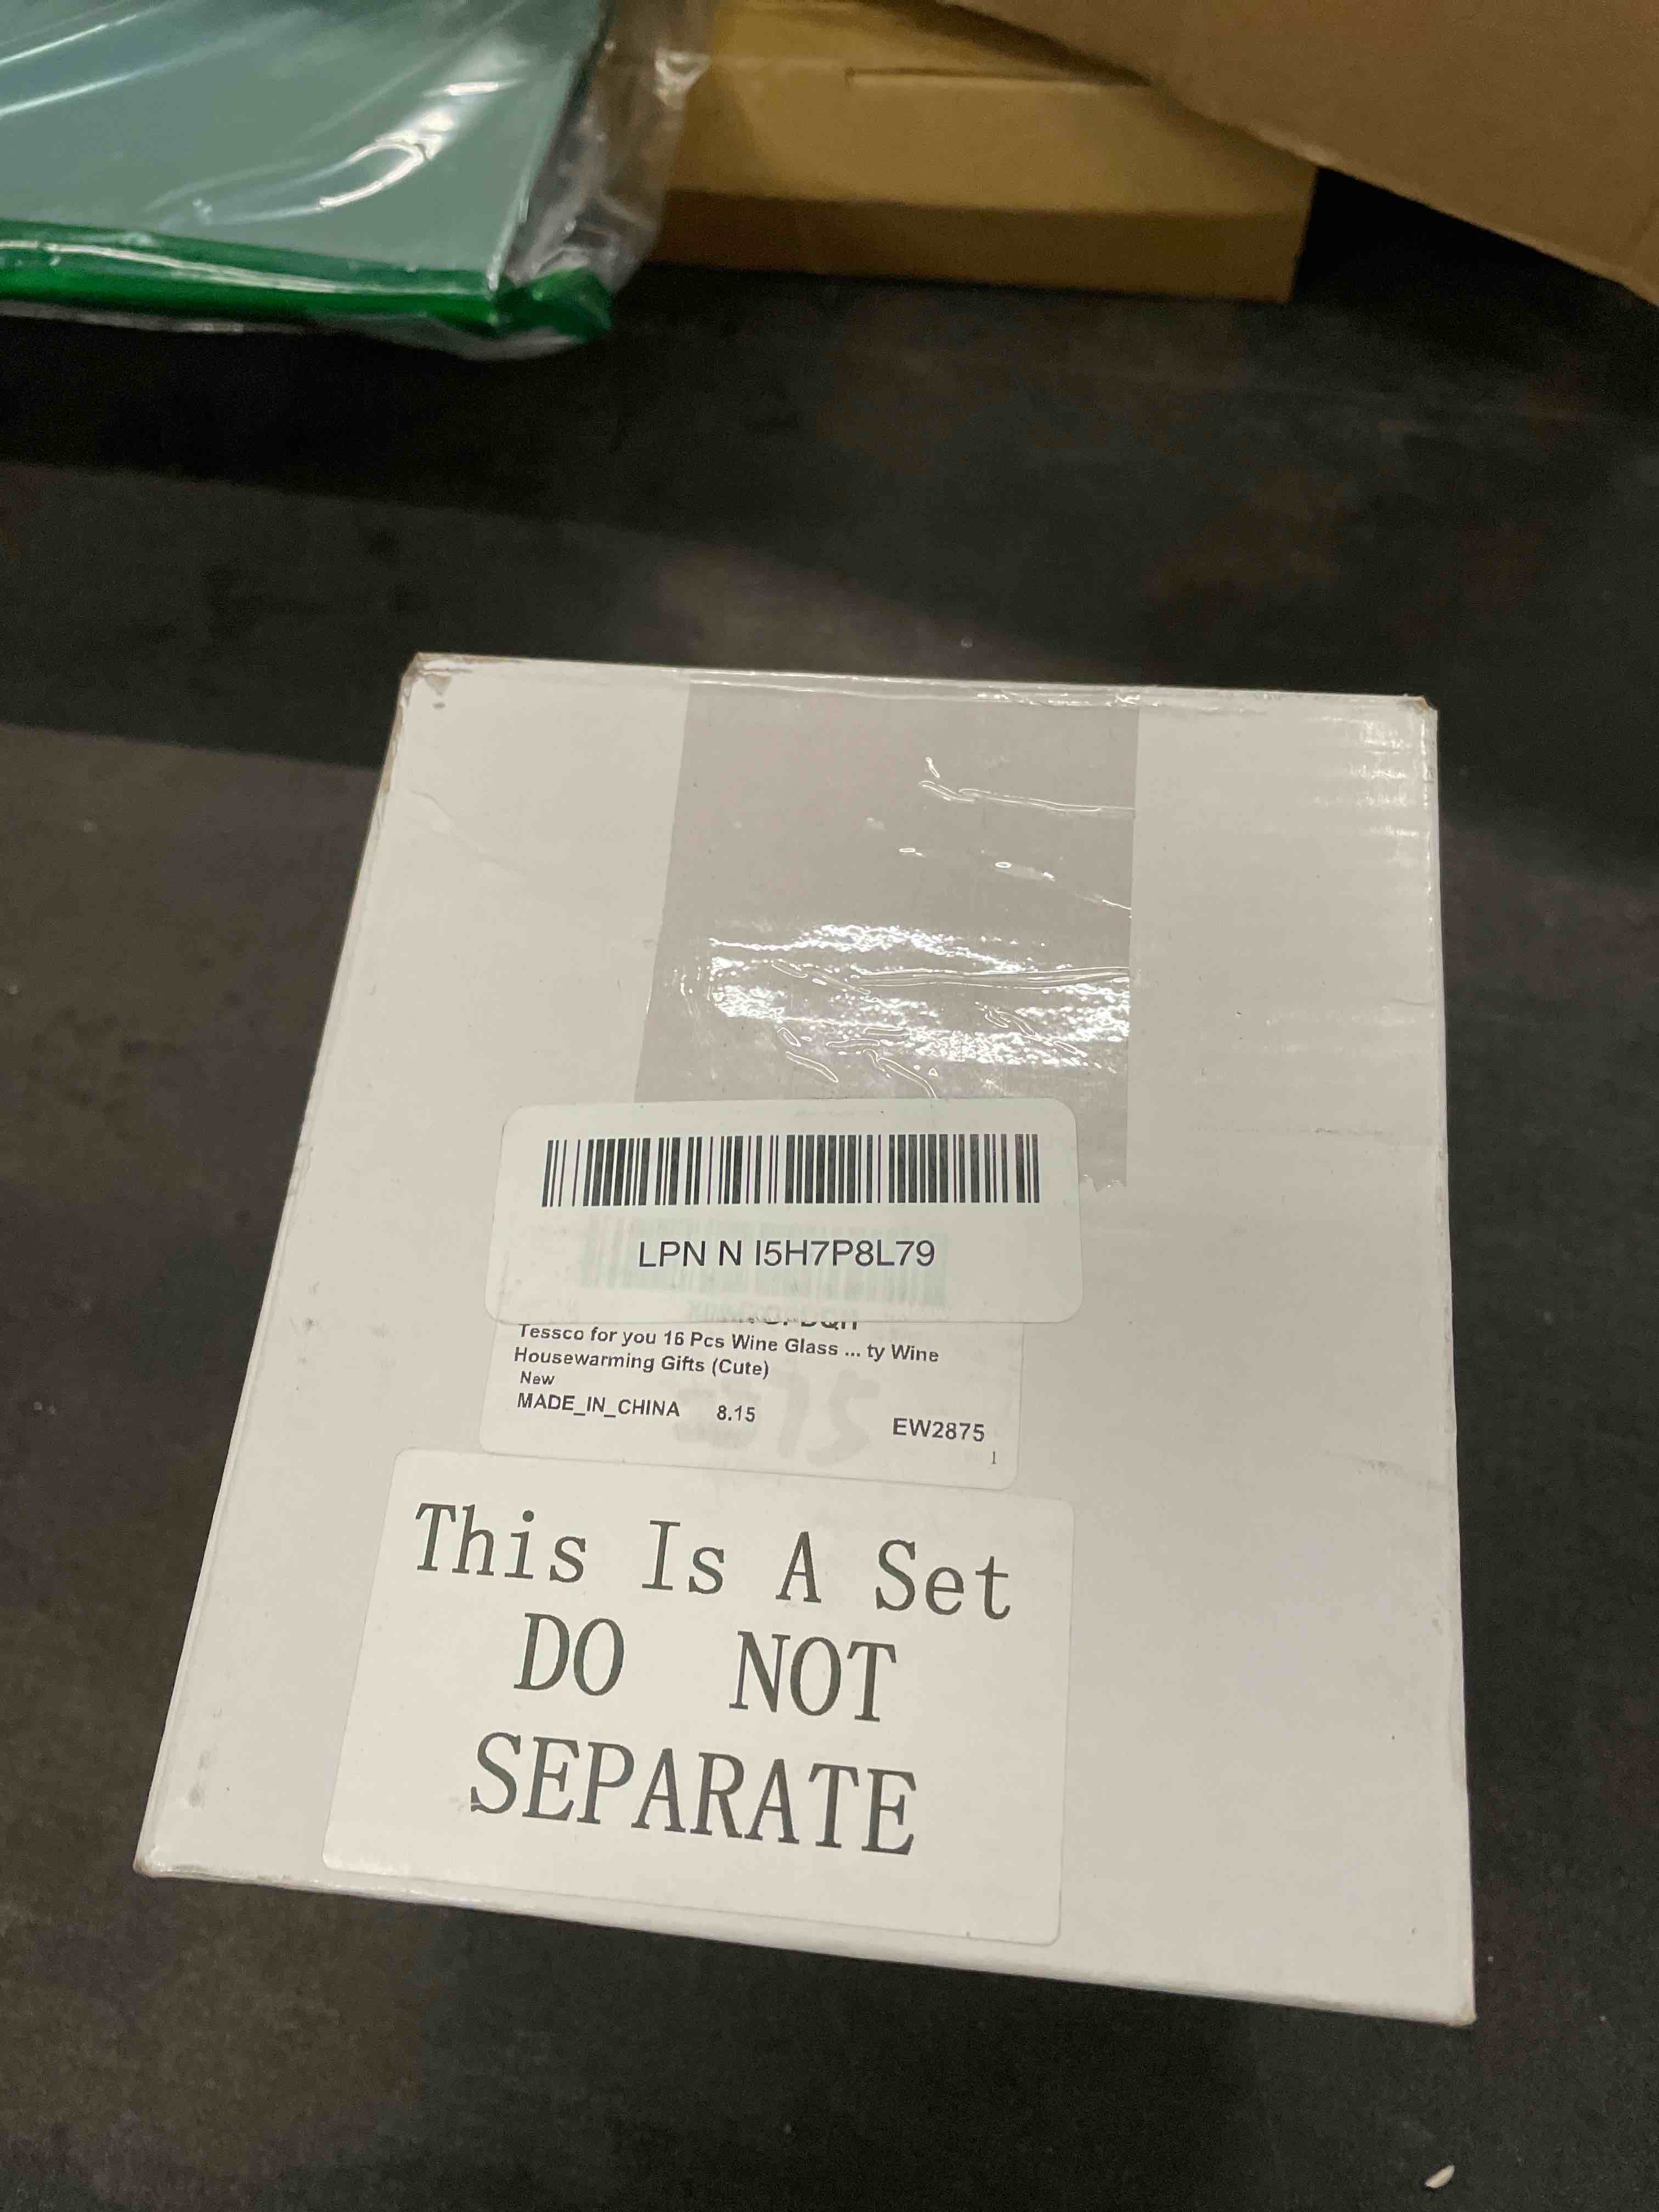 LPN N I5H7P8L79
Tessco for you 16 Pcs Wine Glass ... ty Wine
Housewarming Gifts (Cute)
New
MADE_IN_CHINA 8.15
EW2875
1
This Is A Set
DO NOT
SEPARATE